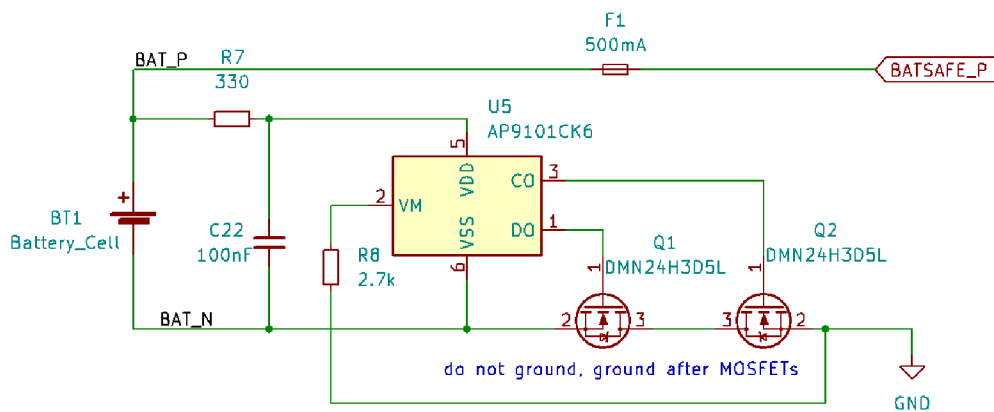 F1
500mA
BAT_P
R7
330
BATSAFE_P
U5
AP9101CK6
5
VDD
2
VM
CO
3
DO
1
VSS
6
+
BT1
Battery_Cell
C22
100nF
R8
2.7k
Q1
DMN24H3D5L
Q2
DMN24H3D5L
1
1
BAT_N
2
3
3
2
do not ground, ground after MOSFETs
GND